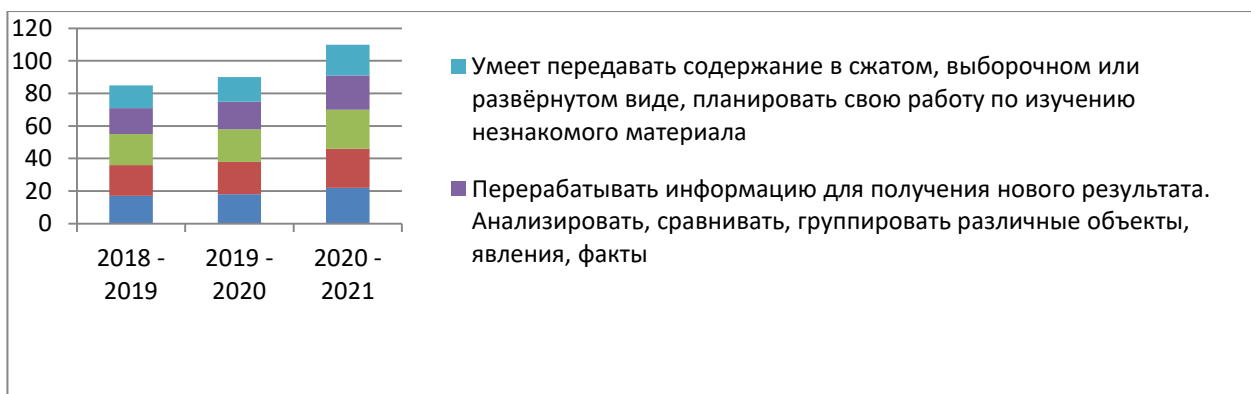 120
100
80
60
40
20
0
2018 -
2019
2019 -
2020
2020 -
2021
Умеет передавать содержание в сжатом, выборочном или
развёрнутом виде, планировать свою работу по изучению
незнакомого материала
Перерабатывать информацию для получения нового результата.
Анализировать, сравнивать, группировать различные объекты,
явления, факты